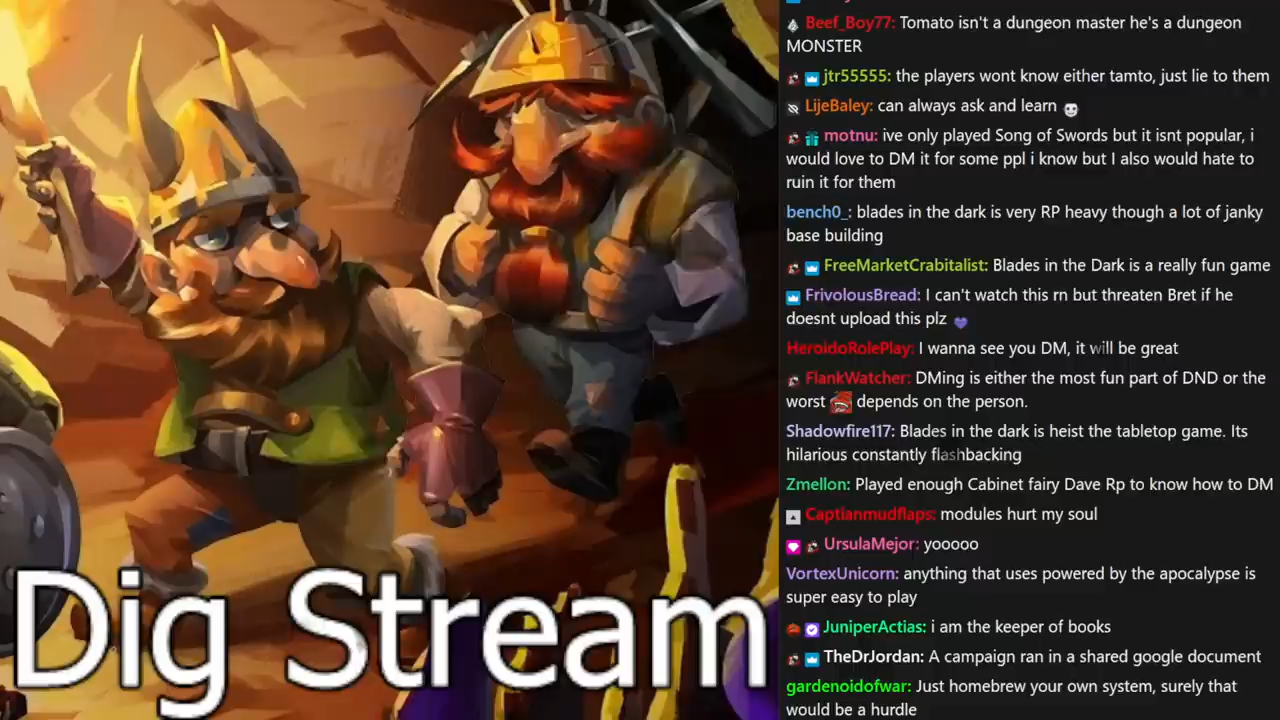 Beef_Boy77: Tomato isn't a dungeon master he's a dungeon
MONSTER
jtr55555: the players wont know either tamto, just lie to them
LijeBaley: can always ask and learn
motnu: ive only played Song of Swords but it isnt popular, i
would love to DM it for some ppl i know but I also would hate to
ruin it for them
bench0_: blades in the dark is very RP heavy though a lot of janky
base building
FreeMarketCrabitalist: Blades in the Dark is a really fun game
FrivolousBread: I can't watch this rn but threaten Bret if he
doesnt upload this plz
HeroidoRolePlay: I wanna see you DM, it will be great
FlankWatcher: DMing is either the most fun part of DND or the
worst depends on the person.
Shadowfire117: Blades in the dark is heist the tabletop game. Its
hilarious constantly flashbacking
Zmellon: Played enough Cabinet fairy Dave Rp to know how to DM
Captianmudflaps: modules hurt my soul
UrsulaMejor: yooooo
VortexUnicorn: anything that uses powered by the apocalypse is
super easy to play
JuniperActias: i am the keeper of books
TheDrJordan: A campaign ran in a shared google document
gardenoidofwar: Just homebrew your own system, surely that
would be a hurdle
Dig Stream